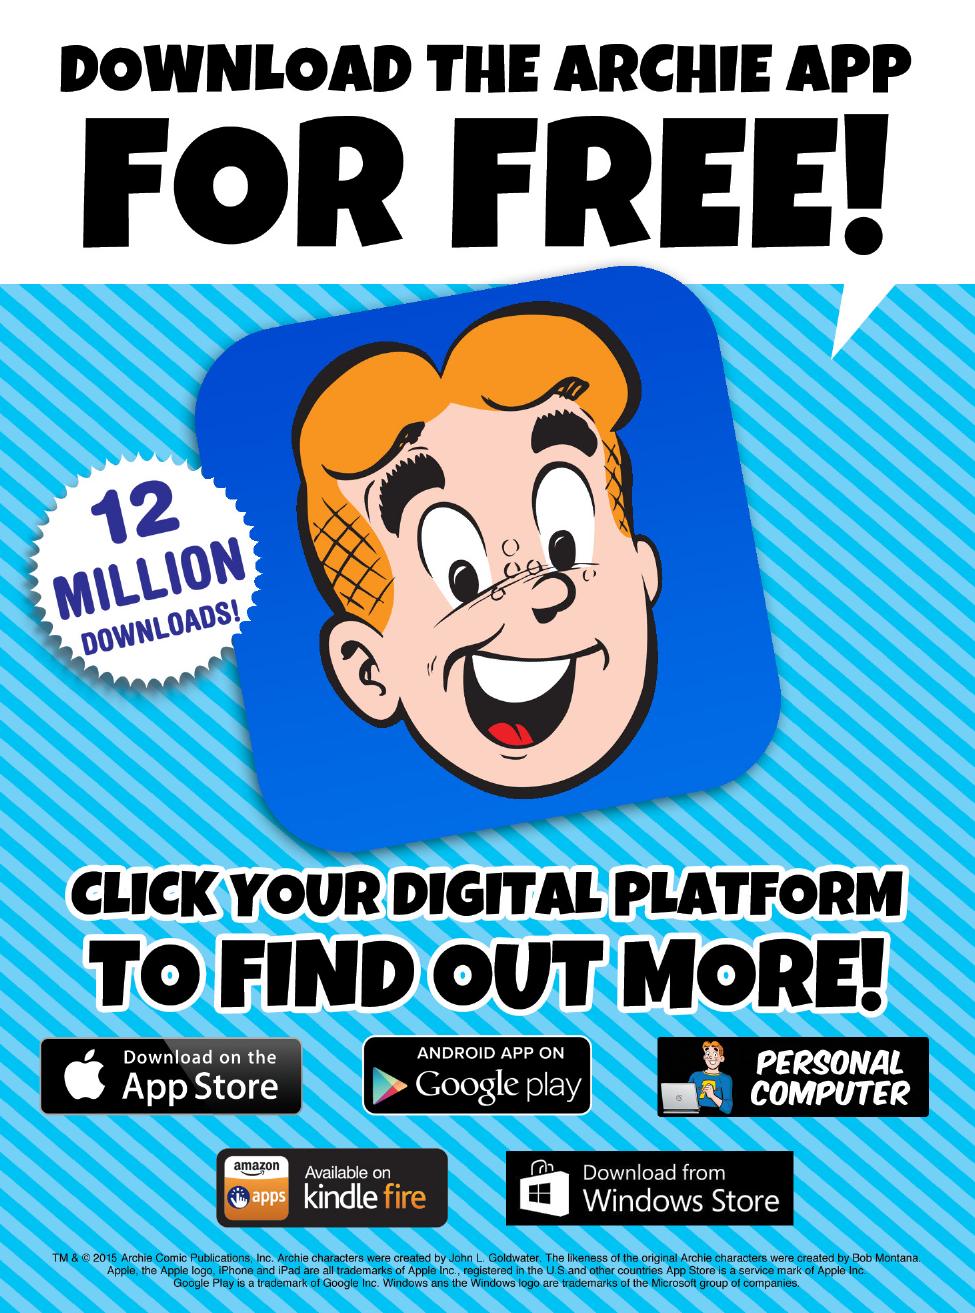 DOWNLOAD THE ARCHIE APP
FOR FREE!
12
MILLION
DOWNLOADS!
CLICK YOUR DIGITAL PLATFORM
TO FIND OUT MORE!
Download on the
App Store
ANDROID APP ON
Google play
PERSONAL
COMPUTER
amazon
apps
Available on
kindle fire
Download from
Windows Store
TM & © 2015 Archie Comic Publications, Inc. Archie characters were created by John L. Goldwater. The likeness of the original Archie characters were created by Bob Montana.
Apple, the Apple logo, iPhone and iPad are all trademarks of Apple Inc., registered in the U.S and other countries App Store is a service mark of Apple Inc.
Google Play is a trademark of Google Inc. Windows ans the Windows logo are trademarks of the Microsoft group of companies.